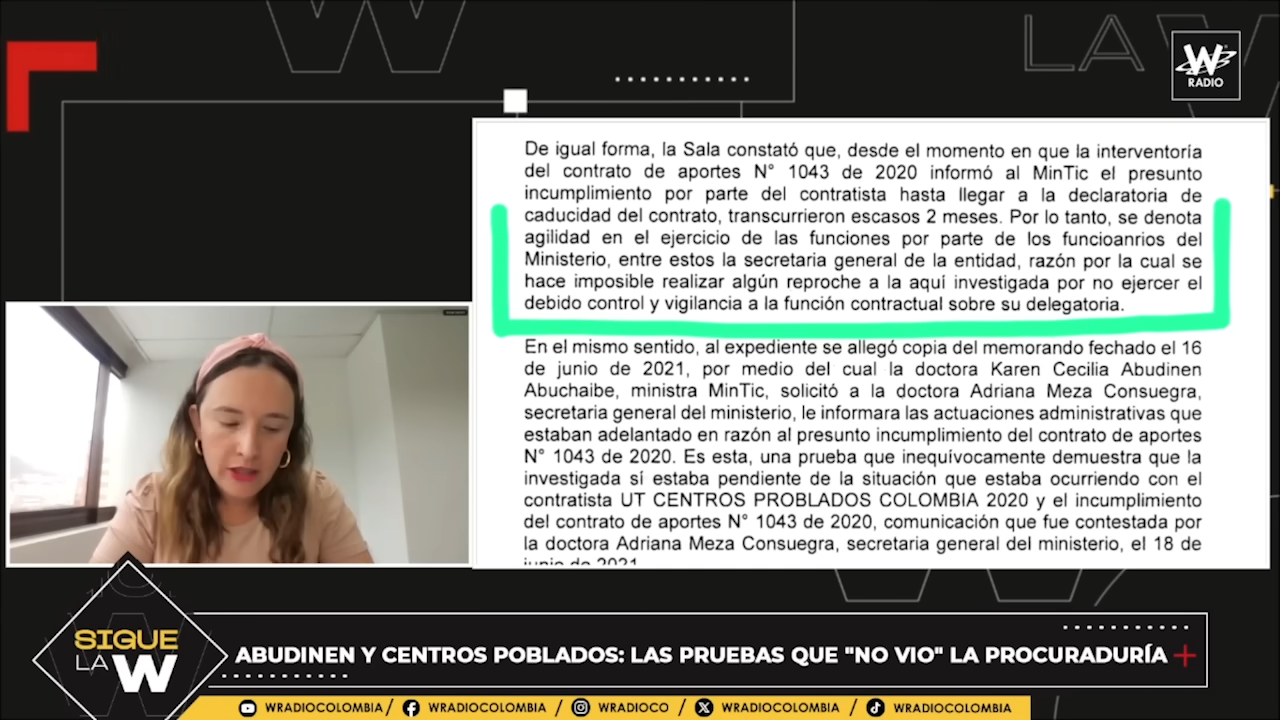 LA
W
RADIO
De igual forma, la Sala constató que, desde el momento en que la interventoría
del contrato de aportes N° 1043 de 2020 informó al MinTic el presunto
incumplimiento por parte del contratista hasta llegar a la declaratoria de
caducidad del contrato, transcurrieron escasos 2 meses. Por lo tanto, se denota
agilidad en el ejercicio de las funciones por parte de los funcioanrios del
Ministerio, entre estos la secretaria general de la entidad, razón por la cual se
hace imposible realizar algún reproche a la aquí investigada por no ejercer el
debido control y vigilancia a la función contractual sobre su delegatoria.
En el mismo sentido, al expediente se allegó copia del memorando fechado el 16
de junio de 2021, por medio del cual la doctora Karen Cecilia Abudinen
Abuchaibe, ministra MinTic, solicitó a la doctora Adriana Meza Consuegra,
secretaria general del ministerio, le informara las actuaciones administrativas que
estaban adelantado en razón al presunto incumplimiento del contrato de aportes
N° 1043 de 2020. Es esta, una prueba que inequívocamente demuestra que la
investigada sí estaba pendiente de la situación que estaba ocurriendo con el
contratista UT CENTROS PROBLADOS COLOMBIA 2020 y el incumplimiento
del contrato de aportes N° 1043 de 2020, comunicación que fue contestada por
la doctora Adriana Meza Consuegra, secretaria general del ministerio, el 18 de
junio de 2021
SIGUE
LA W
ABUDINEN Y CENTROS POBLADOS: LAS PRUEBAS QUE "NO VIO" LA PROCURADURÍA
WRADIOCOLOMBIA / WRADIOCOLOMBIA / WRADIOCO / WRADIOCOLOMBIA / WRADIOCOLOMBIA